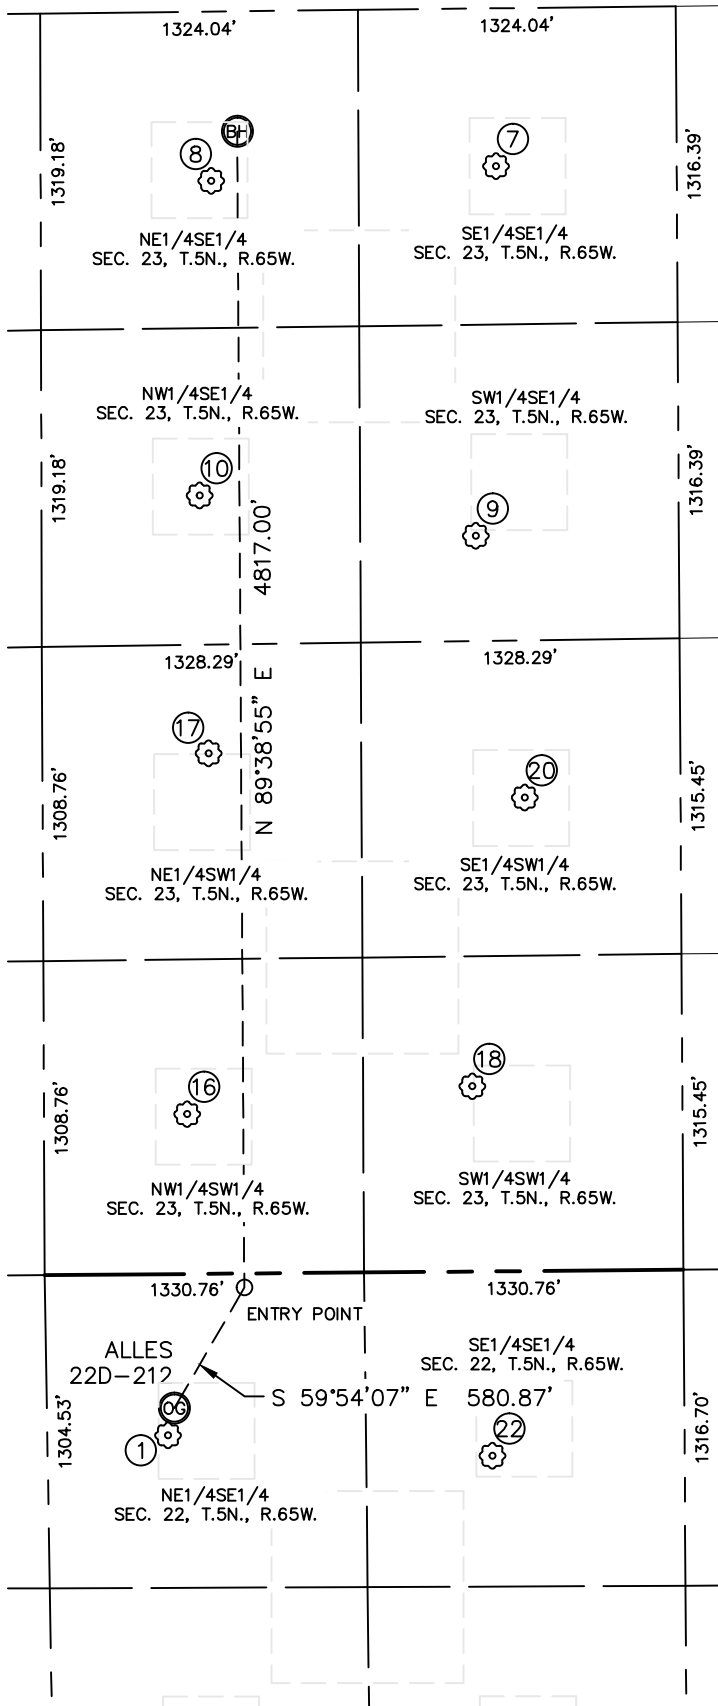 1324.04'
1324.04'
BH
8
7
1319.18'
1316.39'
NE1/4SE1/4
SEC. 23, T.5N., R.65W.
SE1/4SE1/4
SEC. 23, T.5N., R.65W.
NW1/4SE1/4
SEC. 23, T.5N., R.65W.
SW1/4SE1/4
SEC. 23, T.5N., R.65W.
10
9
1319.18'
1316.39'
N 89°38'55" E 4817.00'
1328.29'
1328.29'
17
20
1308.76'
1315.45'
NE1/4SW1/4
SEC. 23, T.5N., R.65W.
SE1/4SW1/4
SEC. 23, T.5N., R.65W.
16
18
1308.76'
1315.45'
NW1/4SW1/4
SEC. 23, T.5N., R.65W.
SW1/4SW1/4
SEC. 23, T.5N., R.65W.
1330.76'
1330.76'
ENTRY POINT
ALLES
22D-212
SE1/4SE1/4
SEC. 22, T.5N., R.65W.
S 59°54'07" E 580.87'
OG
1
22
1304.53'
1316.70'
NE1/4SE1/4
SEC. 22, T.5N., R.65W.